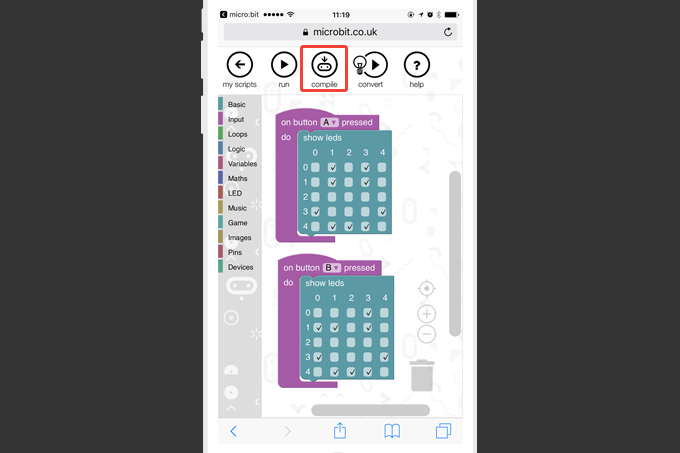 micro:bit 11:19
microbit.co.uk
my scripts run compile convert help
Basic
Input
Loops
Logic
Variables
Maths
LED
Music
Game
Images
Pins
Devices
on button A pressed
do show leds
0 1 2 3 4
0
1
2
3
4
on button B pressed
do show leds
0 1 2 3 4
0
1
2
3
4